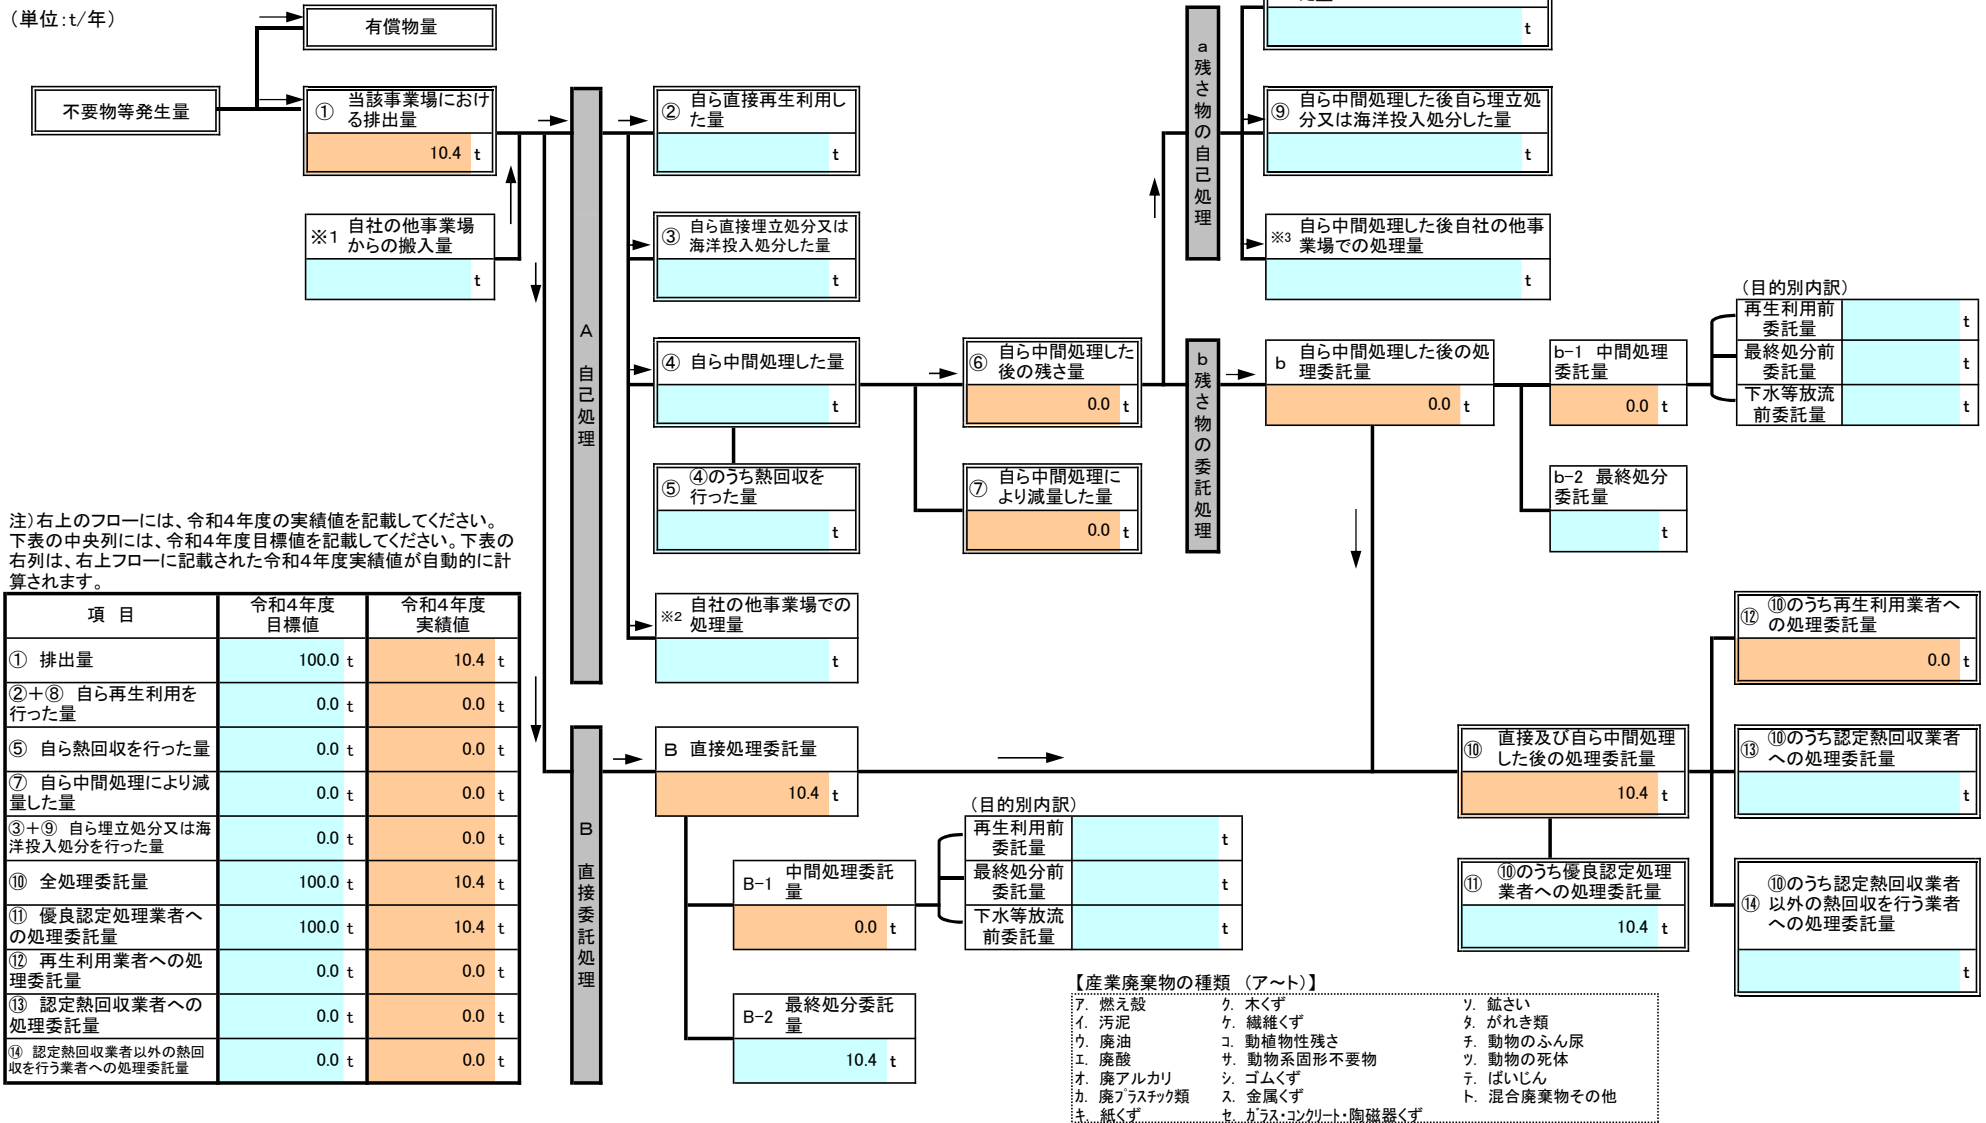 （単位：t/年）
有償物量
不要物等発生量
① 当該事業場におけ
る排出量
10.4 t
※1 自社の他事業場
からの搬入量
t
A 自己処理
② 自ら直接再生利用し
た量
t
③ 自ら直接埋立処分又は
海洋投入処分した量
t
④ 自ら中間処理した量
t
⑤ ④のうち熱回収を
行った量
t
※2 自社の他事業場での
処理量
t
⑥ 自ら中間処理した
後の残さ量
0.0 t
⑦ 自ら中間処理に
より減量した量
0.0 t
a 残さ物の自己処理
t
⑨ 自ら中間処理した後自ら埋立処
分又は海洋投入処分した量
t
※3 自ら中間処理した後自社の他事
業場での処理量
t
b 残さ物の委託処理
b 自ら中間処理した後の処
理委託量
0.0 t
b-1 中間処理
委託量
0.0 t
b-2 最終処分
委託量
t
（目的別内訳）
再生利用前
委託量 t
最終処分前
委託量 t
下水等放流
前委託量 t
注）右上のフローには、令和４年度の実績値を記載してください。
下表の中央列には、令和４年度目標値を記載してください。下表の
右列は、右上フローに記載された令和４年度実績値が自動的に計
算されます。
項 目 令和４年度 令和４年度
目標値 実績値
① 排出量 100.0 t 10.4 t
②＋⑧ 自ら再生利用を
行った量 0.0 t 0.0 t
⑤ 自ら熱回収を行った量 0.0 t 0.0 t
⑦ 自ら中間処理により減
量した量 0.0 t 0.0 t
③＋⑨ 自ら埋立処分又は海
洋投入処分を行った量 0.0 t 0.0 t
⑩ 全処理委託量 100.0 t 10.4 t
⑪ 優良認定処理業者へ
の処理委託量 100.0 t 10.4 t
⑫ 再生利用業者への処
理委託量 0.0 t 0.0 t
⑬ 認定熱回収業者への
処理委託量 0.0 t 0.0 t
⑭ 認定熱回収業者以外の熱回
収を行う業者への処理委託量 0.0 t 0.0 t
B 直接委託処理
B 直接処理委託量
10.4 t
B-1 中間処理委託
量
0.0 t
B-2 最終処分委託
量
10.4 t
（目的別内訳）
再生利用前
委託量 t
最終処分前
委託量 t
下水等放流
前委託量 t
⑩ 直接及び自ら中間処理
した後の処理委託量
10.4 t
⑪ ⑩のうち優良認定処理
業者への処理委託量
10.4 t
⑫ ⑩のうち再生利用業者へ
の処理委託量
0.0 t
⑬ ⑩のうち認定熱回収業者
への処理委託量
t
⑭ ⑩のうち認定熱回収業者
以外の熱回収を行う業者
への処理委託量
t
【産業廃棄物の種類 （ア～ト）】
ア. 燃え殻 ク. 木くず ソ. 鉱さい
イ. 汚泥 ケ. 繊維くず タ. がれき類
ウ. 廃油 コ. 動植物性残さ チ. 動物のふん尿
エ. 廃酸 サ. 動物系固形不要物 ツ. 動物の死体
オ. 廃アルカリ シ. ゴムくず テ. ばいじん
カ. 廃プラスチック類 ス. 金属くず ト. 混合廃棄物その他
キ. 紙くず セ. ガラス・コンクリート・陶磁器くず